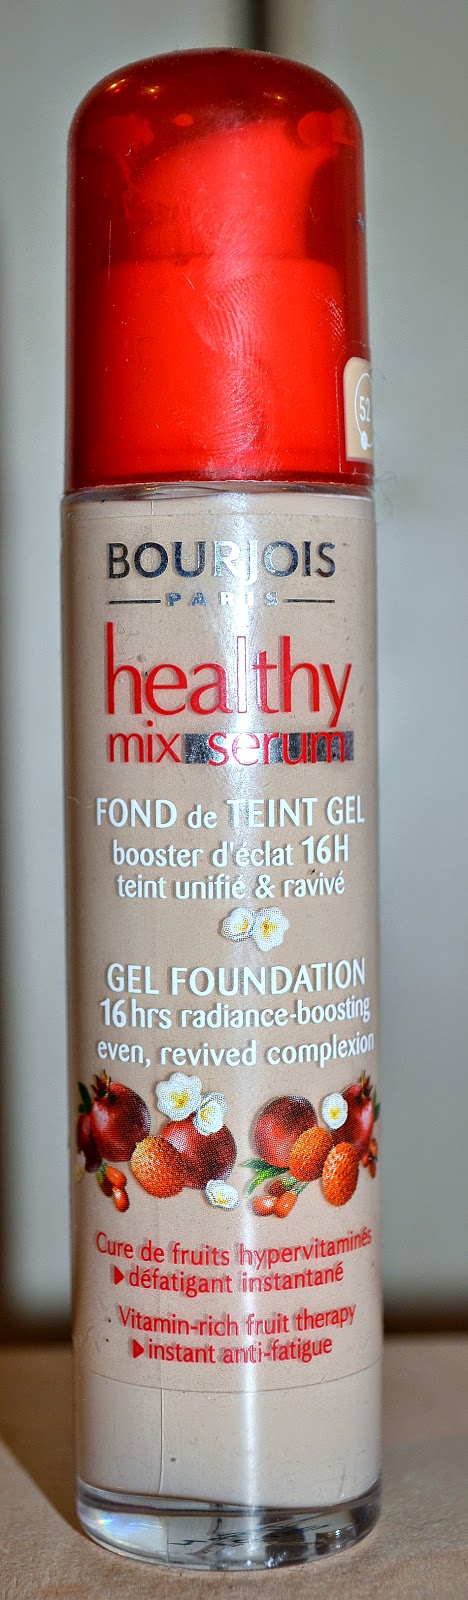 52
BOURJOIS
PARIS
healthy
mix serum
FOND de TEINT GEL
booster d'éclat 16H
teint unifié & ravivé
GEL FOUNDATION
16 hrs radiance-boosting
even, revived complexion
Cure de fruits hypervitaminés
▶ défatigant instantané
Vitamin-rich fruit therapy
▶ instant anti-fatigue